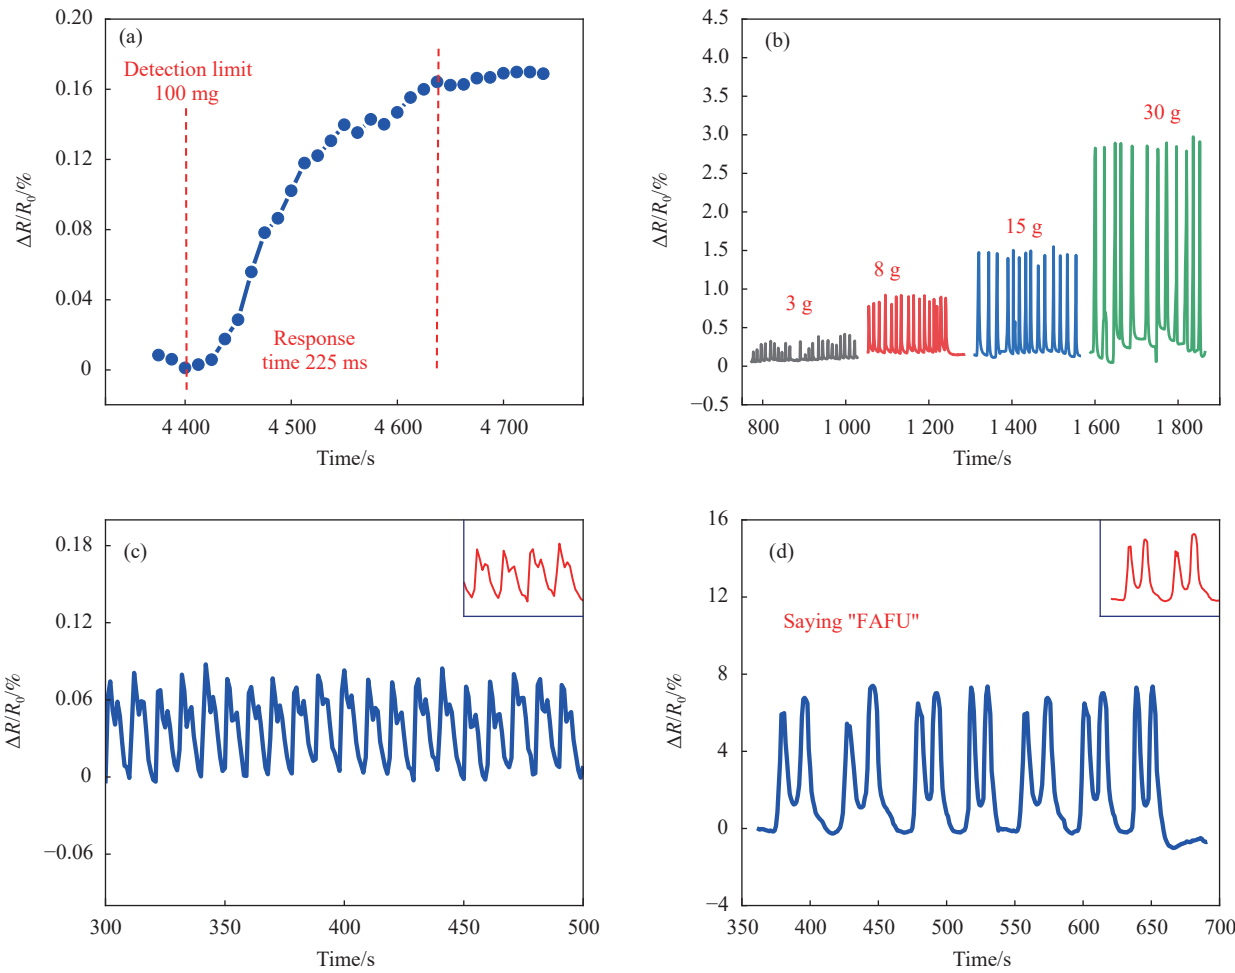 0.20
(a)
Detection limit
100 mg
0.16
0.12
ΔR/R₀/%
0.08
0.04
Response
time 225 ms
0
4 400
4 500
4 600
4 700
Time/s
4.5
(b)
4.0
3.5
30 g
3.0
2.5
ΔR/R₀/%
2.0
15 g
1.5
8 g
1.0
3 g
0.5
0
−0.5
800
1 000
1 200
1 400
1 600
1 800
Time/s
(c)
0.18
0.12
ΔR/R₀/%
0.06
0
−0.06
300
350
400
450
500
Time/s
16
(d)
12
Saying "FAFU"
8
ΔR/R₀/%
4
0
−4
350
400
450
500
550
600
650
700
Time/s